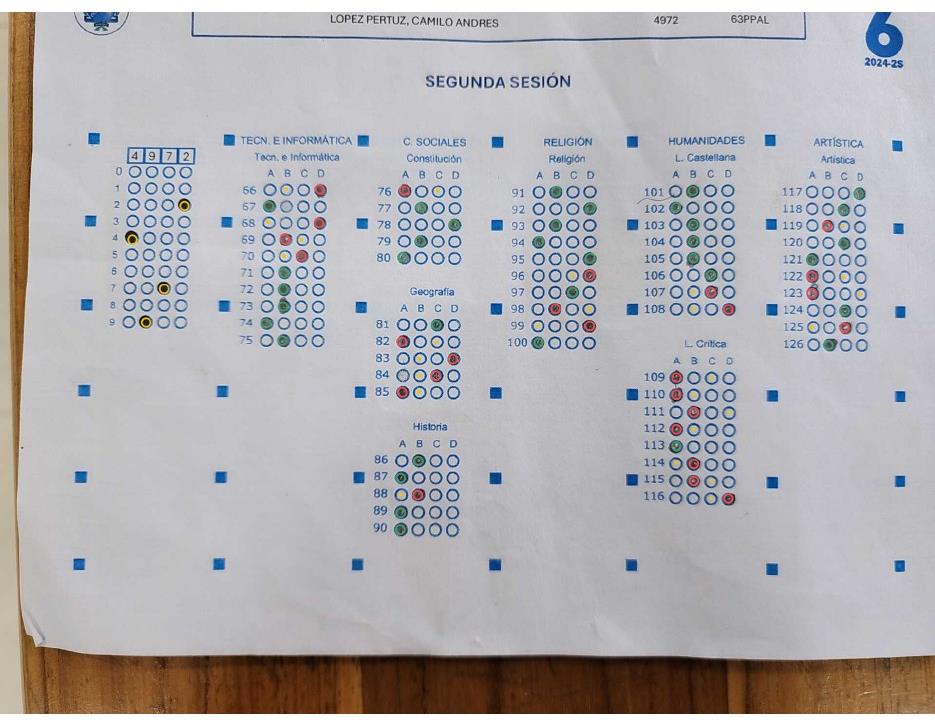 LOPEZ PERTUZ, CAMILO ANDRES 4972 63PPAL
6
2024-2S
SEGUNDA SESIÓN
4 9 7 2
0
1
2
3
4
5
6
7
8
9
TECN. E INFORMÁTICA
Tecn. e Informática
A B C D
66
67
68
69
70
71
72
73
74
75
C. SOCIALES
Constitución
A B C D
76
77
78
79
80
Geografía
A B C D
81
82
83
84
85
Historia
A B C D
86
87
88
89
90
RELIGIÓN
Religión
A B C D
91
92
93
94
95
96
97
98
99
100
HUMANIDADES
L. Castellana
A B C D
101
102
103
104
105
106
107
108
L. Crítica
A B C D
109
110
111
112
113
114
115
116
ARTÍSTICA
Artística
A B C D
117
118
119
120
121
122
123
124
125
126